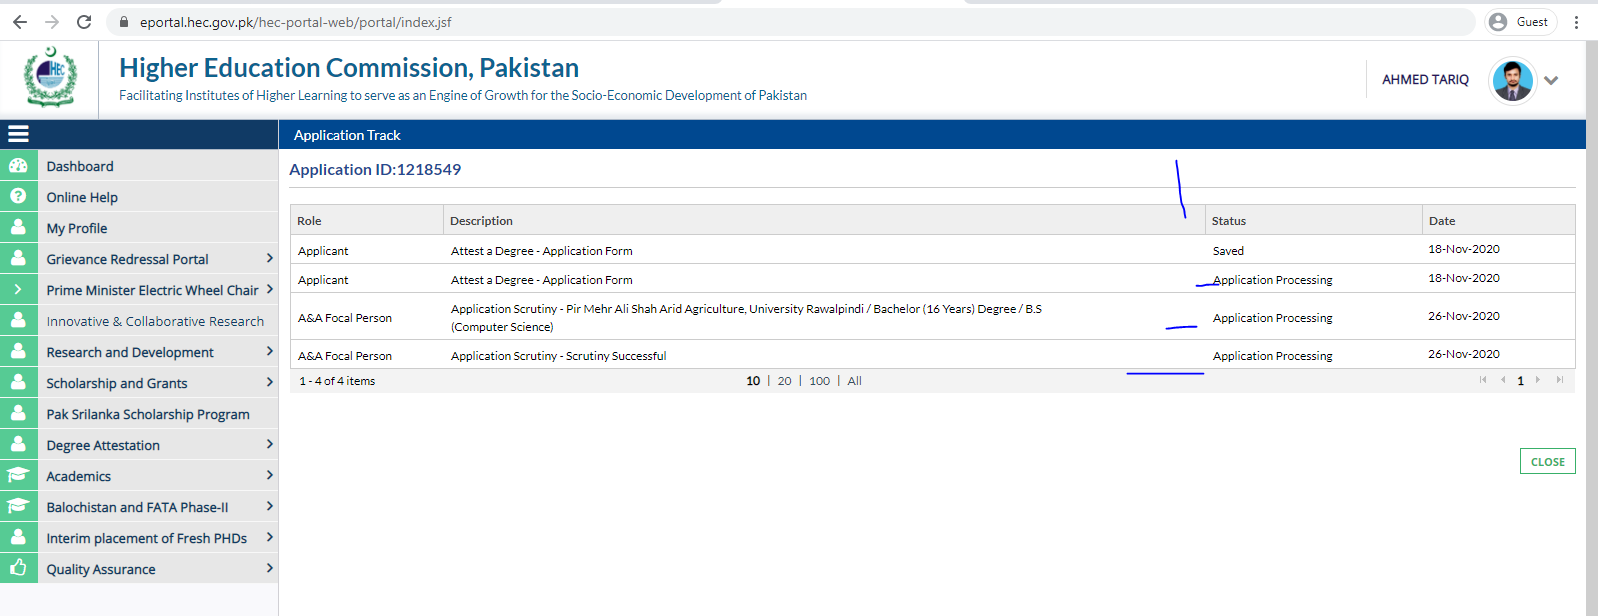 eportal.hec.gov.pk/hec-portal-web/portal/index.jsf
Guest
HEC
Higher Education Commission, Pakistan
Facilitating Institutes of Higher Learning to serve as an Engine of Growth for the Socio-Economic Development of Pakistan
AHMED TARIQ
Application Track
Dashboard
Online Help
My Profile
Grievance Redressal Portal
Prime Minister Electric Wheel Chair
Innovative & Collaborative Research
Research and Development
Scholarship and Grants
Pak Srilanka Scholarship Program
Degree Attestation
Academics
Balochistan and FATA Phase-II
Interim placement of Fresh PHDs
Quality Assurance
Application ID:1218549
Role Description Status Date
Applicant Attest a Degree - Application Form Saved 18-Nov-2020
Applicant Attest a Degree - Application Form Application Processing 18-Nov-2020
A&A Focal Person Application Scrutiny - Pir Mehr Ali Shah Arid Agriculture, University Rawalpindi / Bachelor (16 Years) Degree / B.S
(Computer Science) Application Processing 26-Nov-2020
A&A Focal Person Application Scrutiny - Scrutiny Successful Application Processing 26-Nov-2020
1 - 4 of 4 items 10 | 20 | 100 | All 1
CLOSE